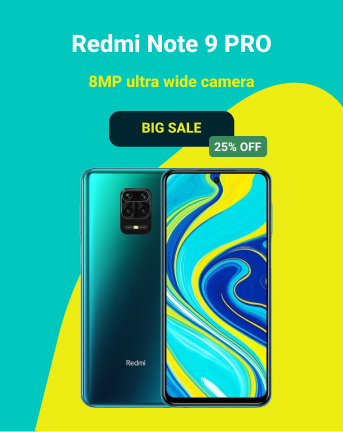 Redmi Note 9 PRO
8MP ultra wide camera
BIG SALE
25% OFF
Redmi